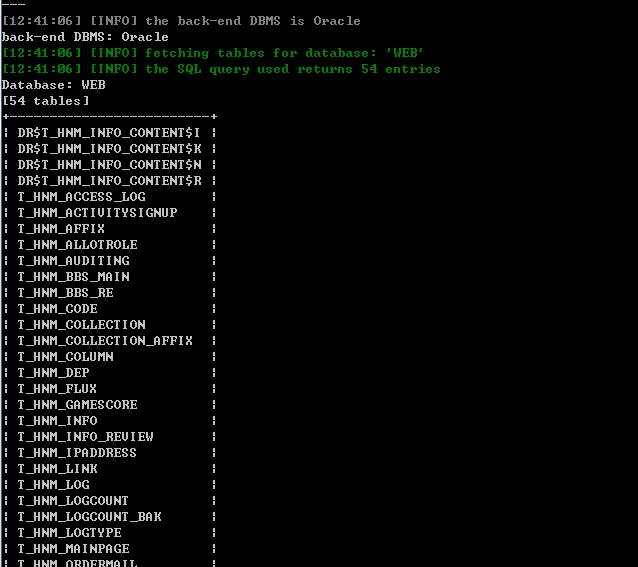 ---
[12:41:06] [INFO] the back-end DBMS is Oracle
back-end DBMS: Oracle
[12:41:06] [INFO] fetching tables for database: 'WEB'
[12:41:06] [INFO] the SQL query used returns 54 entries
Database: WEB
[54 tables]
+-------------------------+
¦ DR$T_HNM_INFO_CONTENT$I ¦
¦ DR$T_HNM_INFO_CONTENT$K ¦
¦ DR$T_HNM_INFO_CONTENT$N ¦
¦ DR$T_HNM_INFO_CONTENT$R ¦
¦ T_HNM_ACCESS_LOG ¦
¦ T_HNM_ACTIVITYSIGNUP ¦
¦ T_HNM_AFFIX ¦
¦ T_HNM_ALLOTROLE ¦
¦ T_HNM_AUDITING ¦
¦ T_HNM_BBS_MAIN ¦
¦ T_HNM_BBS_RE ¦
¦ T_HNM_CODE ¦
¦ T_HNM_COLLECTION ¦
¦ T_HNM_COLLECTION_AFFIX ¦
¦ T_HNM_COLUMN ¦
¦ T_HNM_DEP ¦
¦ T_HNM_FLUX ¦
¦ T_HNM_GAMESCORE ¦
¦ T_HNM_INFO ¦
¦ T_HNM_INFO_REVIEW ¦
¦ T_HNM_IPADDRESS ¦
¦ T_HNM_LINK ¦
¦ T_HNM_LOG ¦
¦ T_HNM_LOGCOUNT ¦
¦ T_HNM_LOGCOUNT_BAK ¦
¦ T_HNM_LOGTYPE ¦
¦ T_HNM_MAINPAGE ¦
¦ T_HNM_ORDERMAIL ¦